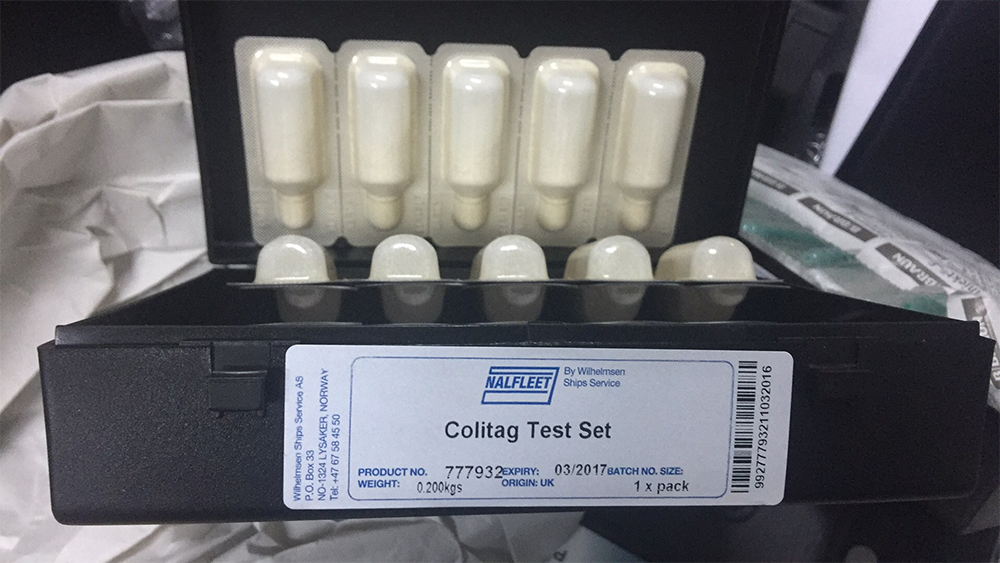 Wilhelmsen Ships Service AS
P.O. Box 33
NO-1324 LYSAKER, NORWAY
Tel: +47 67 58 45 50
NALFLEET
By Wilhelmsen
Ships Service
Colitag Test Set
PRODUCT NO. 777932 EXPIRY: 03/2017 BATCH NO. SIZE:
WEIGHT: 0.200kgs ORIGIN: UK 1 x pack
992777793211032016
BRAUN